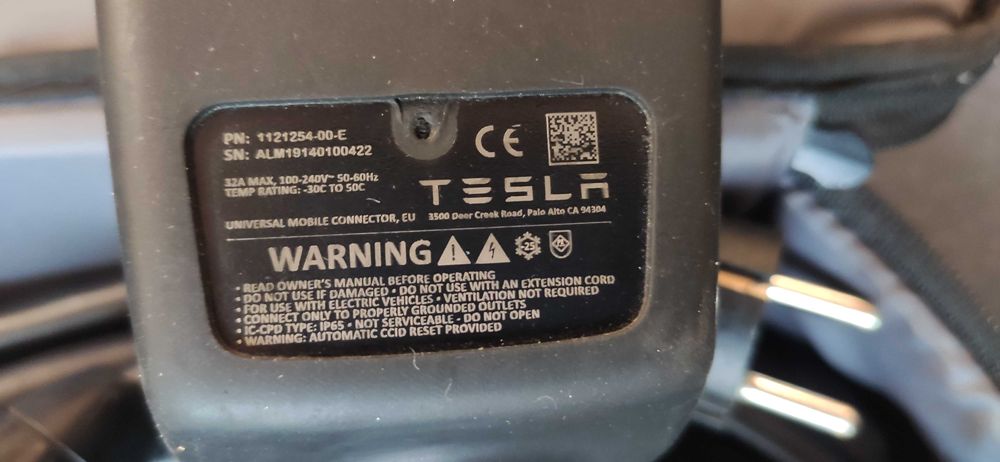 PN: 1121254-00-E
SN: ALM19140100422
CE
32A MAX, 100-240V~ 50-60Hz
TEMP RATING: -30C TO 50C
TESLA
UNIVERSAL MOBILE CONNECTOR, EU
3500 Deer Creek Road, Palo Alto CA 94304
WARNING
-25
• READ OWNER'S MANUAL BEFORE OPERATING
• DO NOT USE IF DAMAGED • DO NOT USE WITH AN EXTENSION CORD
• FOR USE WITH ELECTRIC VEHICLES • VENTILATION NOT REQUIRED
• CONNECT ONLY TO PROPERLY GROUNDED OUTLETS
• IC-CPD TYPE: IP65 • NOT SERVICEABLE • DO NOT OPEN
• WARNING: AUTOMATIC CCID RESET PROVIDED